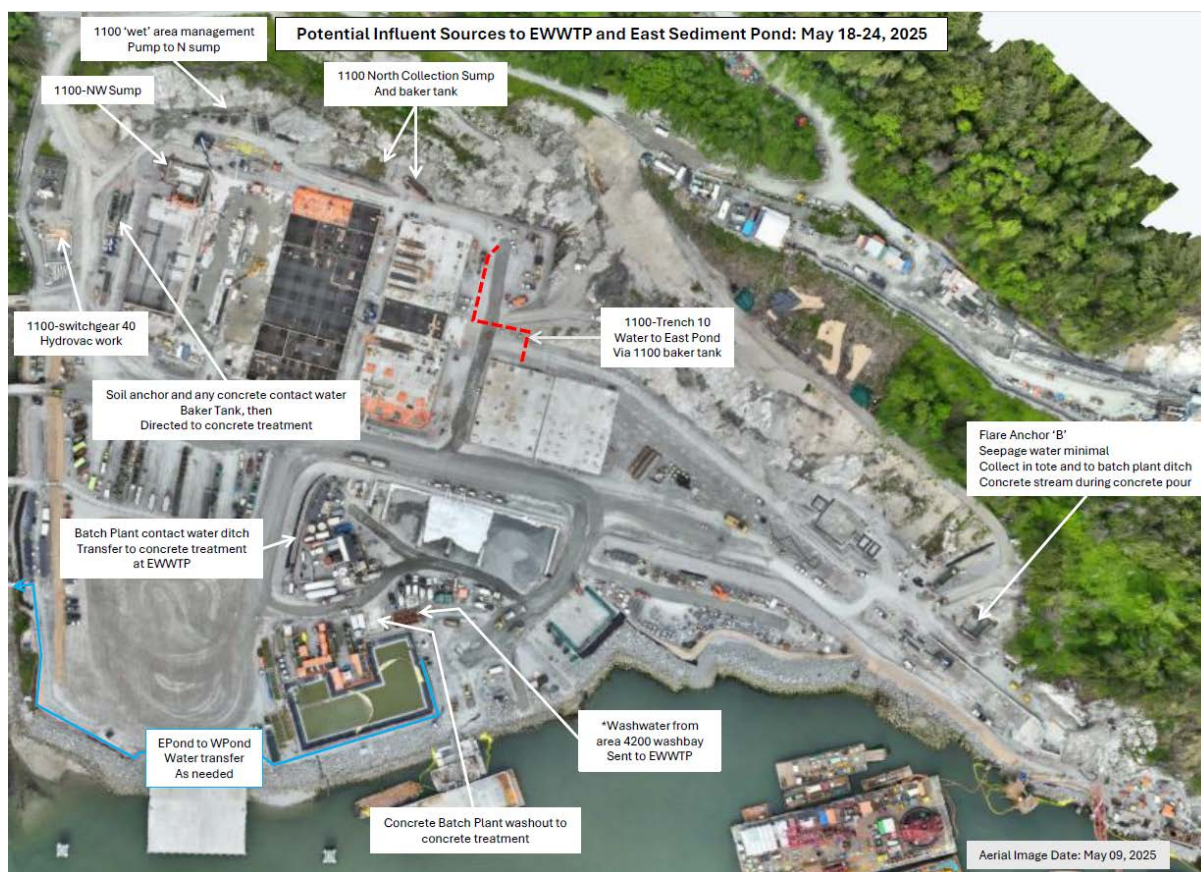 Potential Influent Sources to EWWTP and East Sediment Pond: May 18-24, 2025
1100 'wet' area management
Pump to N sump
1100-NW Sump
1100 North Collection Sump
And baker tank
1100-switchgear 40
Hydrovac work
1100-Trench 10
Water to East Pond
Via 1100 baker tank
Soil anchor and any concrete contact water
Baker Tank, then
Directed to concrete treatment
Flare Anchor 'B'
Seepage water minimal
Collect in tote and to batch plant ditch
Concrete stream during concrete pour
Batch Plant contact water ditch
Transfer to concrete treatment
at EWWTP
EPond to WPond
Water transfer
As needed
*Washwater from
area 4200 washbay
Sent to EWWTP
Concrete Batch Plant washout to
concrete treatment
Aerial Image Date: May 09, 2025